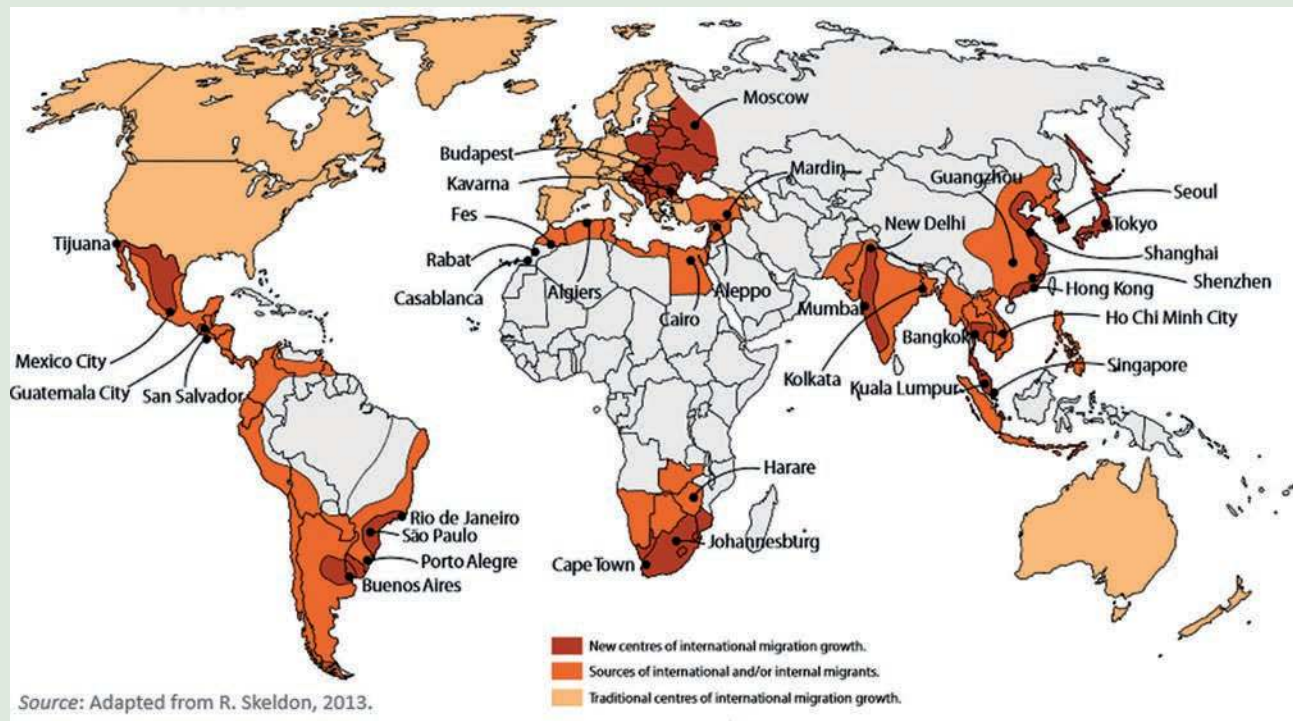 Moscow
Budapest
Mardin
Kavarna
Guangzhou
Seoul
Fes
New Delhi
Tijuana
Tokyo
Rabat
Shanghai
Casablanca
Algiers
Aleppo
Shenzhen
Cairo
Mumbai
Hong Kong
Bangkok
Ho Chi Minh City
Mexico City
Kolkata
Singapore
Guatemala City
San Salvador
Kuala Lumpur
Harare
Rio de Janeiro
São Paulo
Johannesburg
Porto Alegre
Cape Town
Buenos Aires
New centres of international migration growth.
Sources of international and/or internal migrants.
Traditional centres of international migration growth.
Source: Adapted from R. Skeldon, 2013.